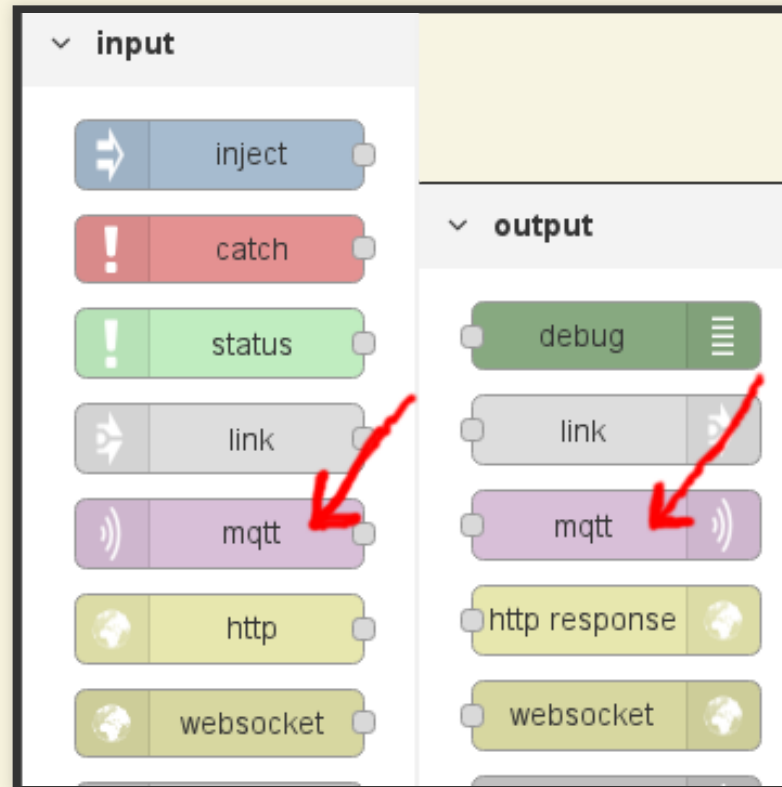 input
inject
catch
status
link
mqtt
http
websocket
output
debug
link
mqtt
http response
websocket